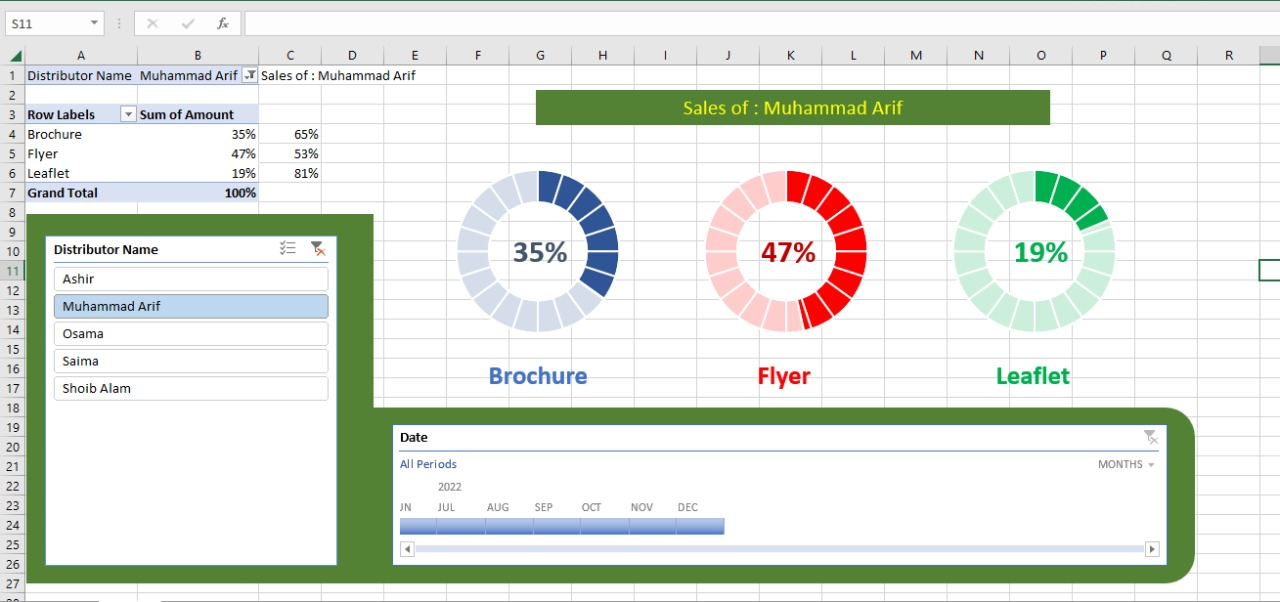 S11
fx
A B C D E F G H I J K L M N O P Q R
1 Distributor Name Muhammad Arif Sales of : Muhammad Arif
2
Sales of : Muhammad Arif
3 Row Labels Sum of Amount
4 Brochure 35% 65%
5 Flyer 47% 53%
6 Leaflet 19% 81%
7 Grand Total 100%
8
9
10
11
12
13
14
15
16
17
18
19
20
21
22
23
24
25
26
27
Distributor Name
Ashir
Muhammad Arif
Osama
Saima
Shoib Alam
35% 47% 19%
Brochure Flyer Leaflet
Date
All Periods MONTHS
2022
JN JUL AUG SEP OCT NOV DEC